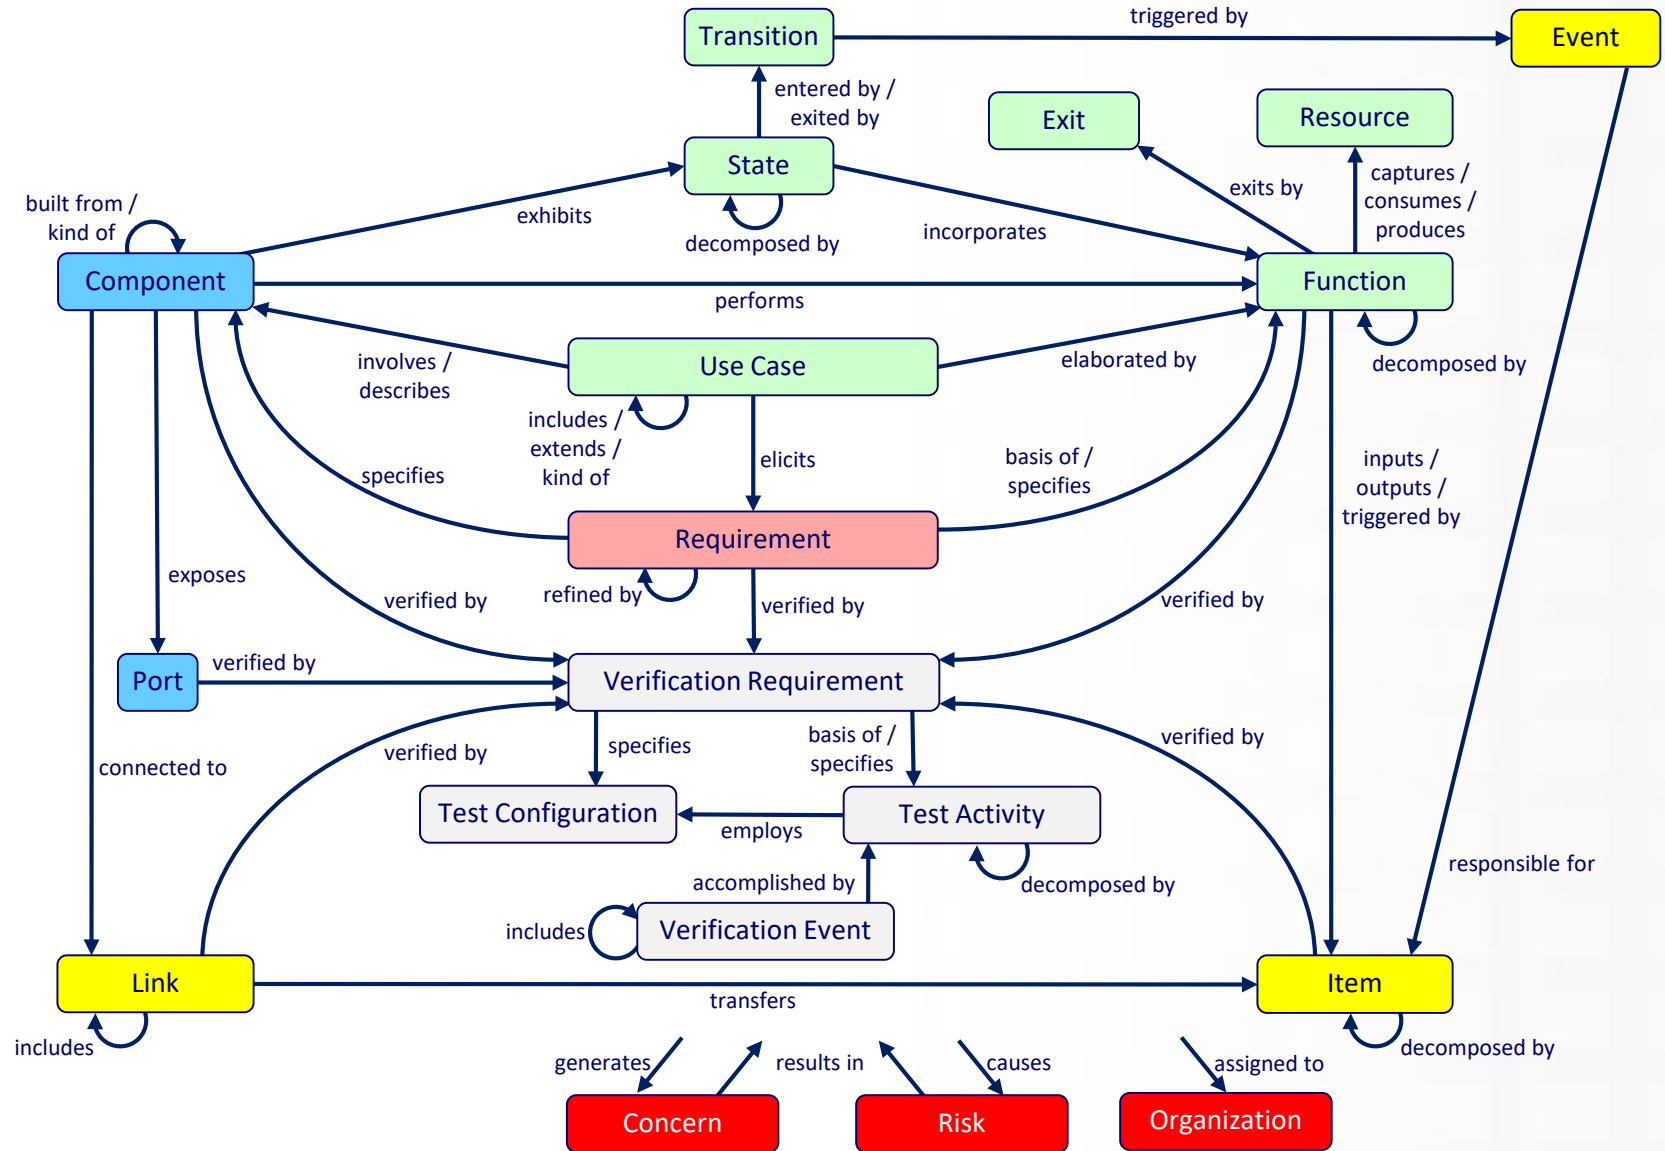 triggered by
Transition
Event
entered by /
exited by
Exit
Resource
State
exits by
captures /
consumes /
produces
built from /
kind of
exhibits
decomposed by
incorporates
Component
performs
Function
involves /
describes
Use Case
elaborated by
decomposed by
includes /
extends /
kind of
specifies
elicits
basis of /
specifies
inputs /
outputs /
triggered by
Requirement
exposes
refined by
verified by
verified by
verified by
Port
verified by
Verification Requirement
connected to
verified by
specifies
basis of /
specifies
verified by
Test Configuration
employs
Test Activity
accomplished by
decomposed by
responsible for
includes
Verification Event
Link
transfers
Item
includes
decomposed by
generates
results in
causes
assigned to
Concern
Risk
Organization